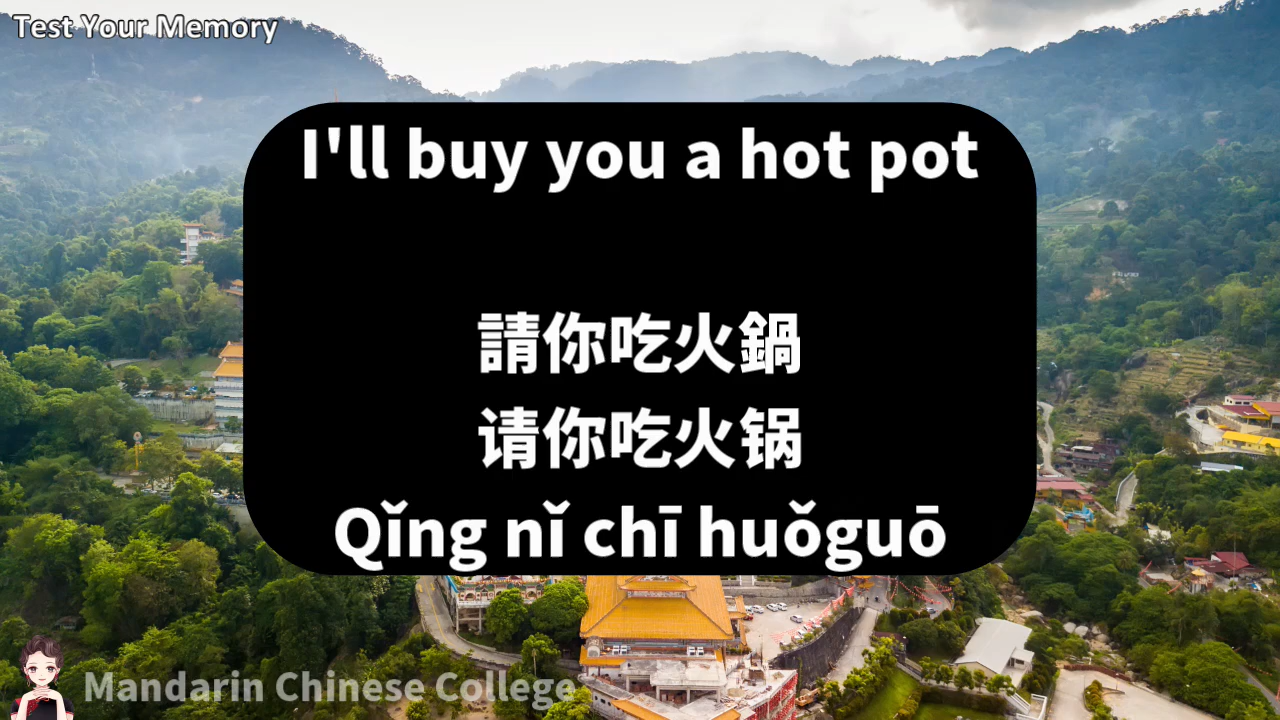 Test Your Memory
I'll buy you a hot pot
請你吃火鍋
请你吃火锅
Qǐng nǐ chī huǒguō
Mandarin Chinese College